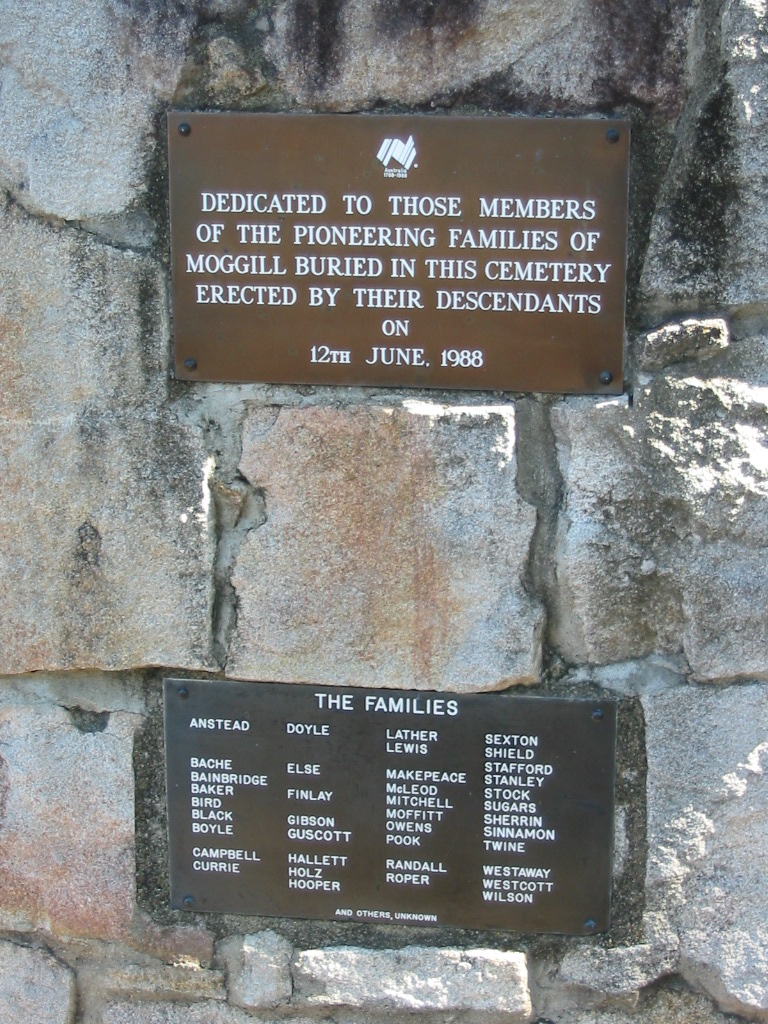 Australia
1788-1988
DEDICATED TO THOSE MEMBERS
OF THE PIONEERING FAMILIES OF
MOGGILL BURIED IN THIS CEMETERY
ERECTED BY THEIR DESCENDANTS
ON
12TH JUNE, 1988
THE FAMILIES
ANSTEAD
BACHE
BAINBRIDGE
BAKER
BIRD
BLACK
BOYLE
CAMPBELL
CURRIE
DOYLE
ELSE
FINLAY
GIBSON
GUSCOTT
HALLETT
HOLZ
HOOPER
LATHER
LEWIS
MAKEPEACE
McLEOD
MITCHELL
MOFFITT
OWENS
POOK
RANDALL
ROPER
SEXTON
SHIELD
STAFFORD
STANLEY
STOCK
SUGARS
SHERRIN
SINNAMON
TWINE
WESTAWAY
WESTCOTT
WILSON
AND OTHERS, UNKNOWN